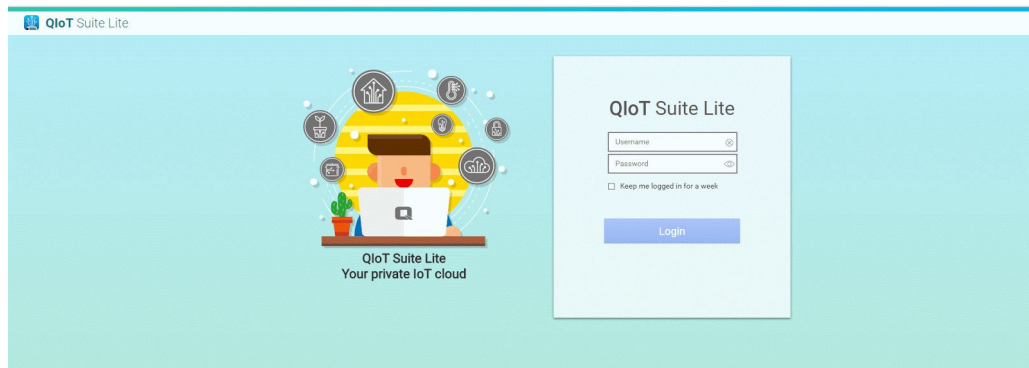 QIoT Suite Lite
QIoT Suite Lite
Username
Password
Keep me logged in for a week
Login
QIoT Suite Lite
Your private IoT cloud